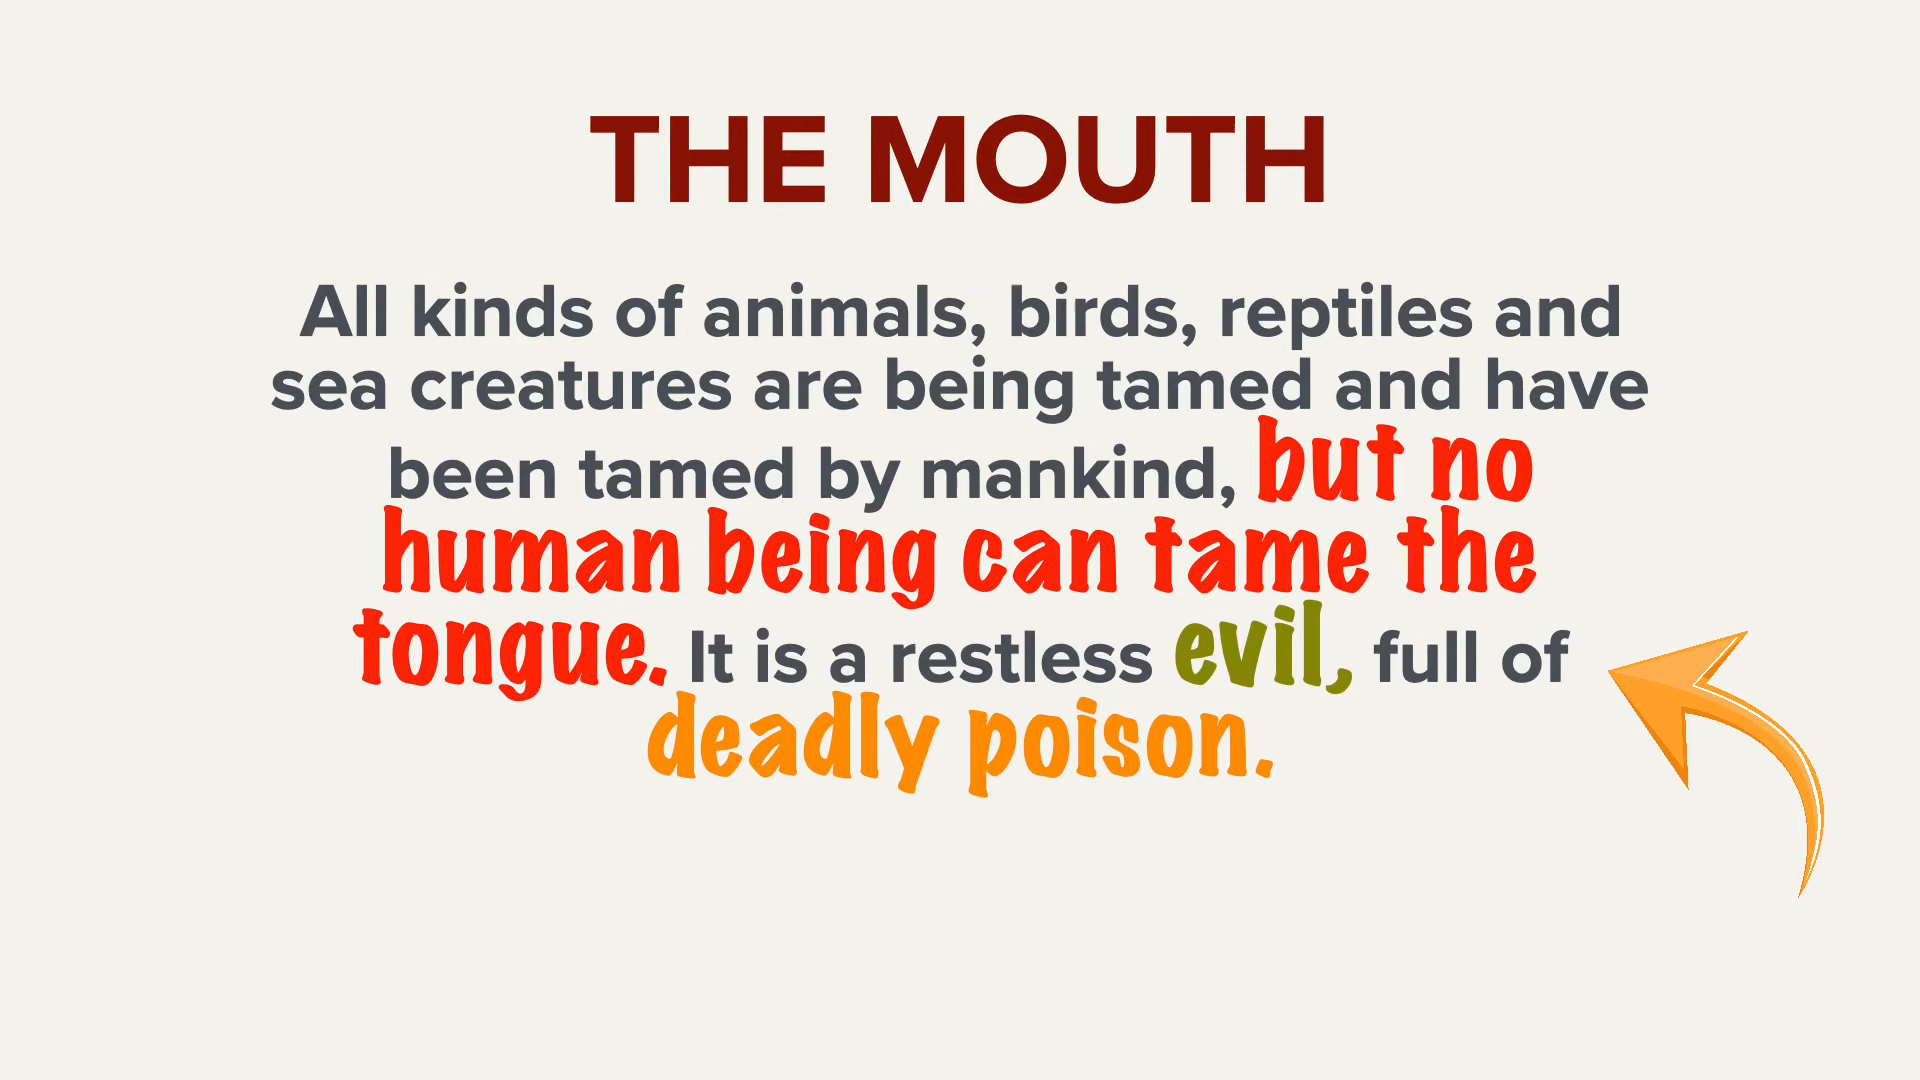 THE MOUTH
All kinds of animals, birds, reptiles and
sea creatures are being tamed and have
been tamed by mankind, but no
human being can tame the
tongue. It is a restless evil, full of
deadly poison.